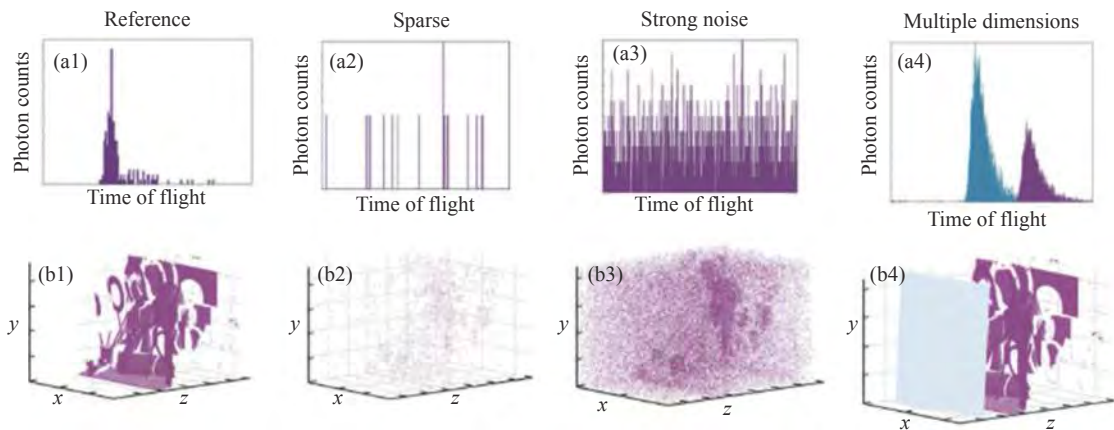 Reference
Sparse
Strong noise
Multiple dimensions
(a1)
Photon counts
Time of flight
(a2)
Photon counts
Time of flight
(a3)
Photon counts
Time of flight
(a4)
Photon counts
Time of flight
(b1)
y
x
z
(b2)
y
x
z
(b3)
y
x
z
(b4)
y
x
z